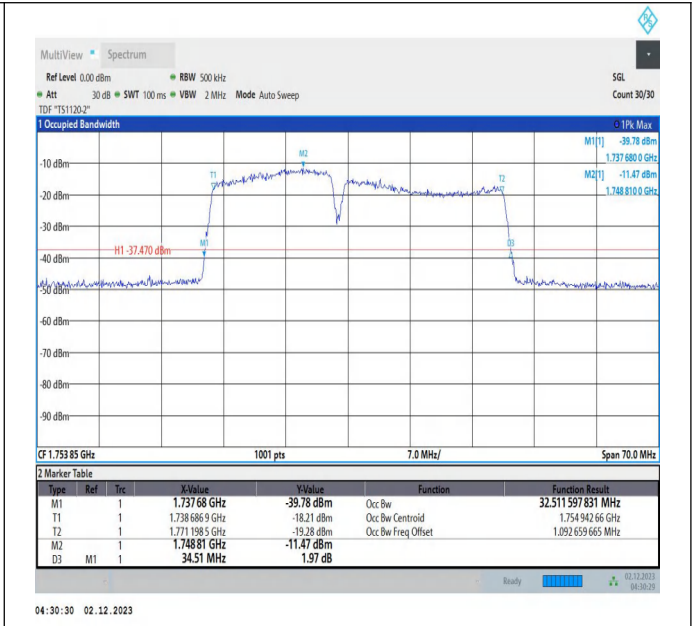 R S
MultiView Spectrum
Ref Level 0.00 dBm RBW 500 kHz SGL
Att 30 dB SWT 100 ms VBW 2 MHz Mode Auto Sweep Count 30/30
TDF "TS1120-2"
1 Occupied Bandwidth 1Pk Max
M1[1] -39.78 dBm
1.737 680 0 GHz
M2[1] -11.47 dBm
1.748 810 0 GHz
M2
T1
T2
M1
D3
H1 -37.470 dBm
-10 dBm
-20 dBm
-30 dBm
-40 dBm
-50 dBm
-60 dBm
-70 dBm
-80 dBm
-90 dBm
CF 1.753 85 GHz 1001 pts 7.0 MHz/ Span 70.0 MHz
2 Marker Table
Type Ref Trc X-Value Y-Value Function Function Result
M1 1 1.737 68 GHz -39.78 dBm Occ Bw 32.511 597 831 MHz
T1 1 1.738 686 9 GHz -18.21 dBm Occ Bw Centroid 1.754 942 66 GHz
T2 1 1.771 198 5 GHz -19.28 dBm Occ Bw Freq Offset 1.092 659 665 MHz
M2 1 1.748 81 GHz -11.47 dBm
D3 M1 1 34.51 MHz 1.97 dB
Ready 02.12.2023
04:30:29
04:30:30 02.12.2023